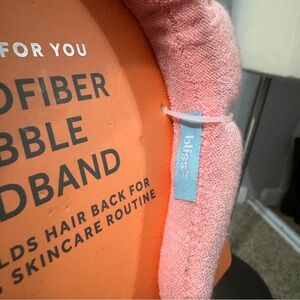 FOR YOU
OFIBER
BBLE
DBAND
LDS HAIR BACK FOR
SKINCARE ROUTINE
bliss